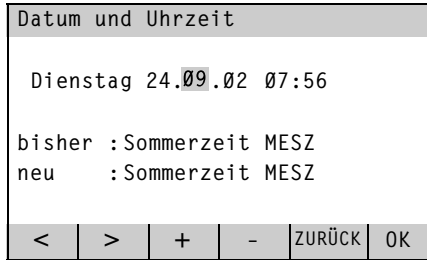 Datum und Uhrzeit
Dienstag 24.09.02 07:56
bisher :Sommerzeit MESZ
neu :Sommerzeit MESZ
< > + - ZURÜCK OK